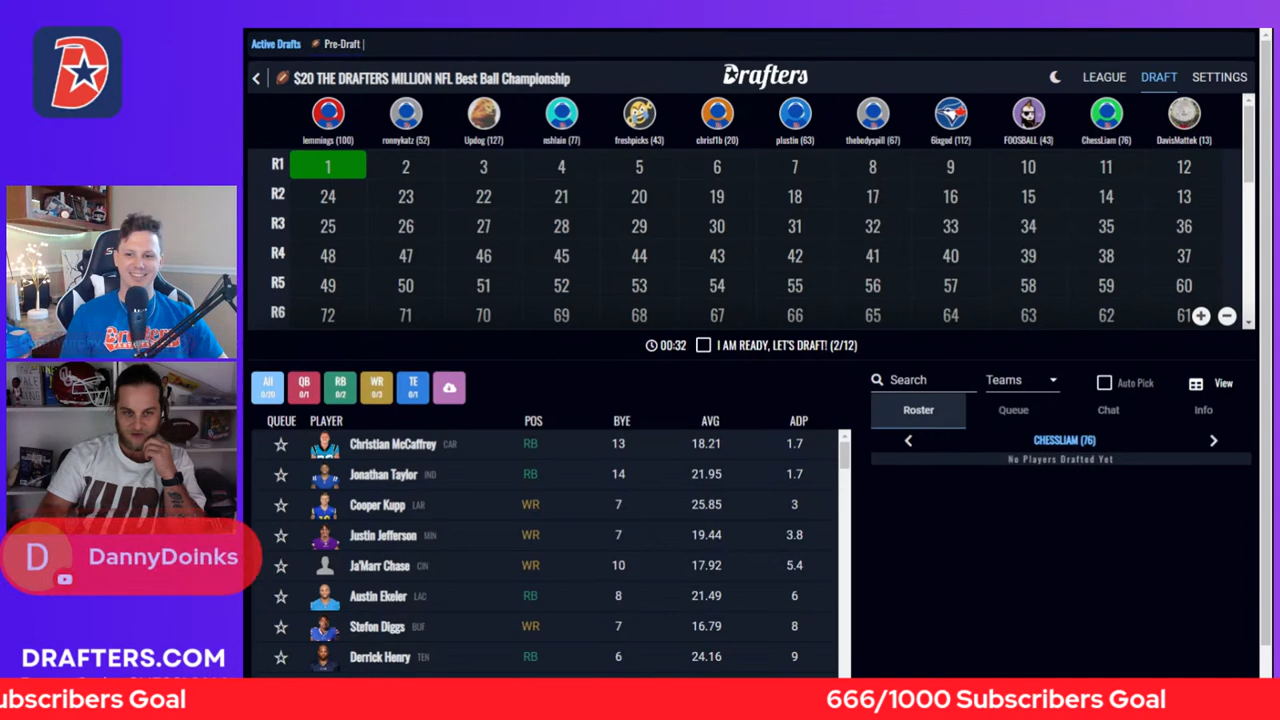 Active Drafts Pre-Draft |
$20 THE DRAFTERS MILLION NFL Best Ball Championship
Drafters
LEAGUE DRAFT SETTINGS
lemmings (100) ronnykatz (52) Updog (127) nshlain (77) freshpicks (43) chrisf1b (20) plustin (63) thebodyspill (67) 6ixgod (112) FOOSBALL (43) ChessLiam (76) DavisMattek (13)
R1 1 2 3 4 5 6 7 8 9 10 11 12
R2 24 23 22 21 20 19 18 17 16 15 14 13
R3 25 26 27 28 29 30 31 32 33 34 35 36
R4 48 47 46 45 44 43 42 41 40 39 38 37
R5 49 50 51 52 53 54 55 56 57 58 59 60
R6 72 71 70 69 68 67 66 65 64 63 62 61
00:32 I AM READY, LET'S DRAFT! (2/12)
All 0/20 QB 0/1 RB 0/2 WR 0/3 TE 0/1
Search Teams Auto Pick View
Roster Queue Chat Info
QUEUE PLAYER POS BYE AVG ADP
CHESSLIAM (76)
No Players Drafted Yet
Christian McCaffrey CAR RB 13 18.21 1.7
Jonathan Taylor IND RB 14 21.95 1.7
Cooper Kupp LAR WR 7 25.85 3
Justin Jefferson MIN WR 7 19.44 3.8
Ja'Marr Chase CIN WR 10 17.92 5.4
Austin Ekeler LAC RB 8 21.49 6
Stefon Diggs BUF WR 7 16.79 8
Derrick Henry TEN RB 6 24.16 9
D DannyDoinks
DRAFTERS.COM
ubscribers Goal 666/1000 Subscribers Goal